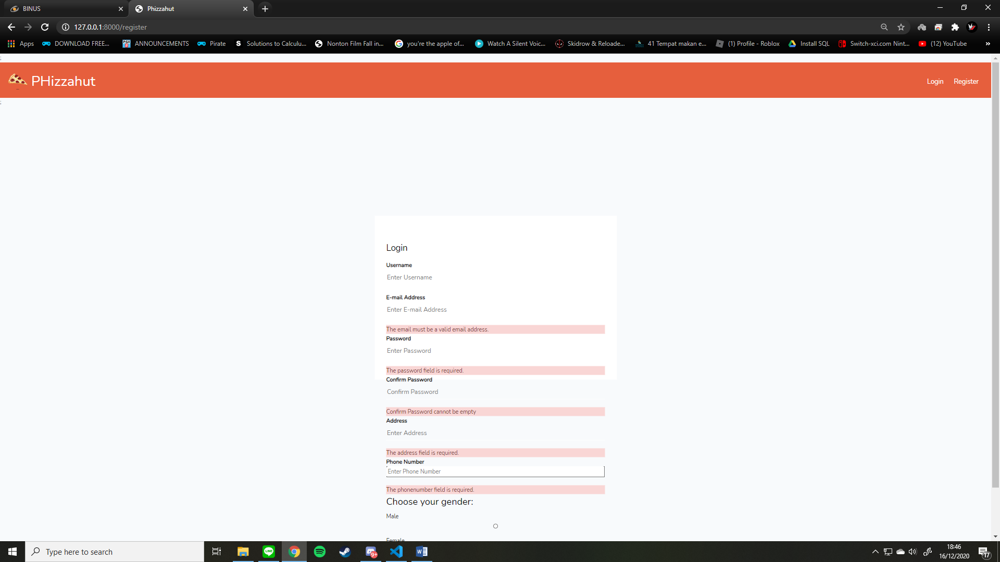 BINUS
Phizzahut
127.0.0.1:8000/register
Apps
DOWNLOAD FREE...
ANNOUNCEMENTS
Pirate
Solutions to Calculu...
Nonton Film Fall in...
you're the apple of...
Watch A Silent Voic...
Skidrow & Reloade...
41 Tempat makan e...
(1) Profile - Roblox
Install SQL
Switch-xci.com Nint...
(12) YouTube
»
;
PHizzahut
Login
Register
;
Login
Username
Enter Username
E-mail Address
Enter E-mail Address
The email must be a valid email address.
Password
Enter Password
The password field is required.
Confirm Password
Confirm Password
Confirm Password cannot be empty
Address
Enter Address
The address field is required.
Phone Number
Enter Phone Number
The phonenumber field is required.
Choose your gender:
Male
Female
Type here to search
LINE
9+
18:46
16/12/2020
17